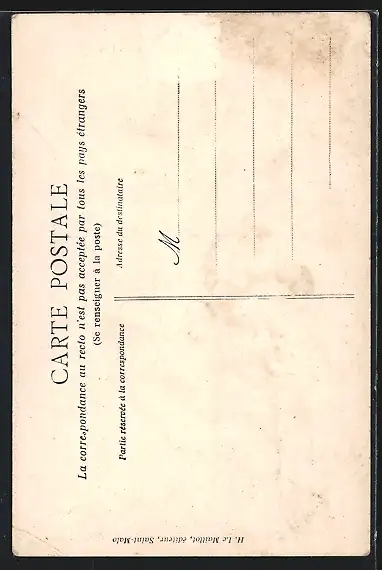 CARTE POSTALE
La correspondance au recto n'est pas acceptée par tous les pays étrangers
(Se renseigner à la poste)
Partie réservée à la correspondance
Adresse du destinataire
M
H. Le Maillot, éditeur, Saint-Malo